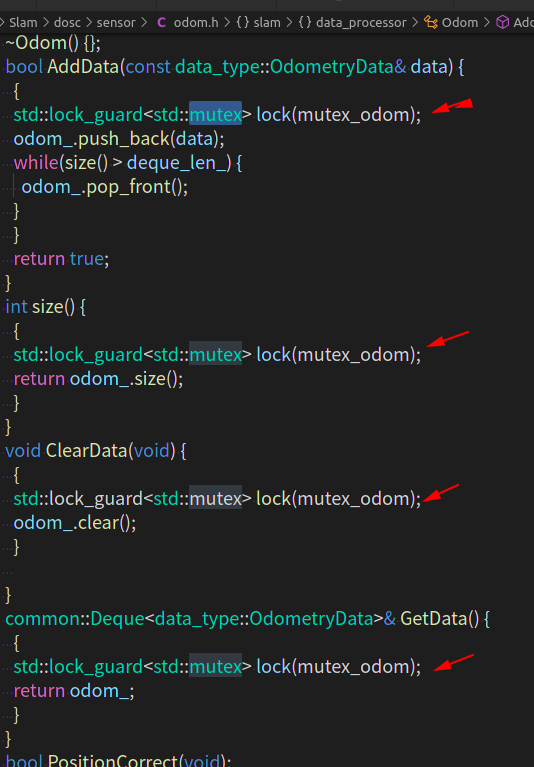 Slam > dosc > sensor > C odom.h > {} slam > {} data_processor > Odom >
~Odom() {};
bool AddData(const data_type::OdometryData& data) {
{
std::lock_guard<std::mutex> lock(mutex_odom);
odom_.push_back(data);
while(size() > deque_len_) {
odom_.pop_front();
}
}
return true;
}
int size() {
{
std::lock_guard<std::mutex> lock(mutex_odom);
return odom_.size();
}
}
void ClearData(void) {
{
std::lock_guard<std::mutex> lock(mutex_odom);
odom_.clear();
}
}
common::Deque<data_type::OdometryData>& GetData() {
{
std::lock_guard<std::mutex> lock(mutex_odom);
return odom_;
}
}
bool PositionCorrect(void);